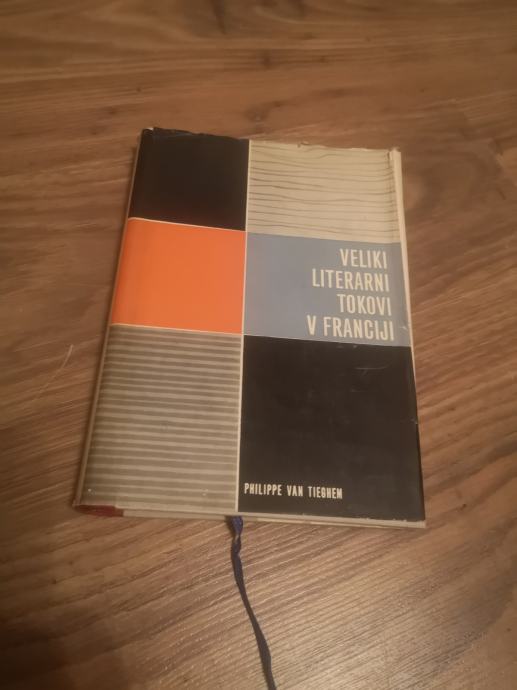 VELIKI
LITERARNI
TOKOVI
V FRANCIJI
PHILIPPE VAN TIEGHEM